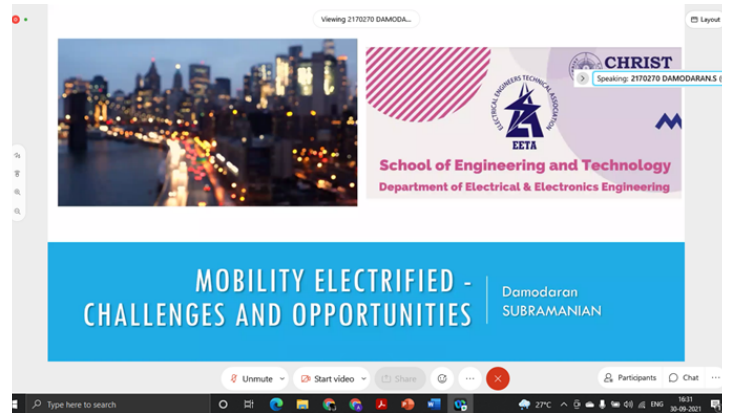 Viewing 2170270 DAMODA...
Layout
CHRIST
Speaking: 2170270 DAMODARAN.S (
ELECTRICAL ENGINEERS TECHNICAL ASSOCIATION
EETA
School of Engineering and Technology
Department of Electrical & Electronics Engineering
MOBILITY ELECTRIFIED -
CHALLENGES AND OPPORTUNITIES
Damodaran
SUBRAMANIAN
Unmute
Start video
Share
Participants
Chat
Type here to search
27°C
ENG
16:31
30-09-2021